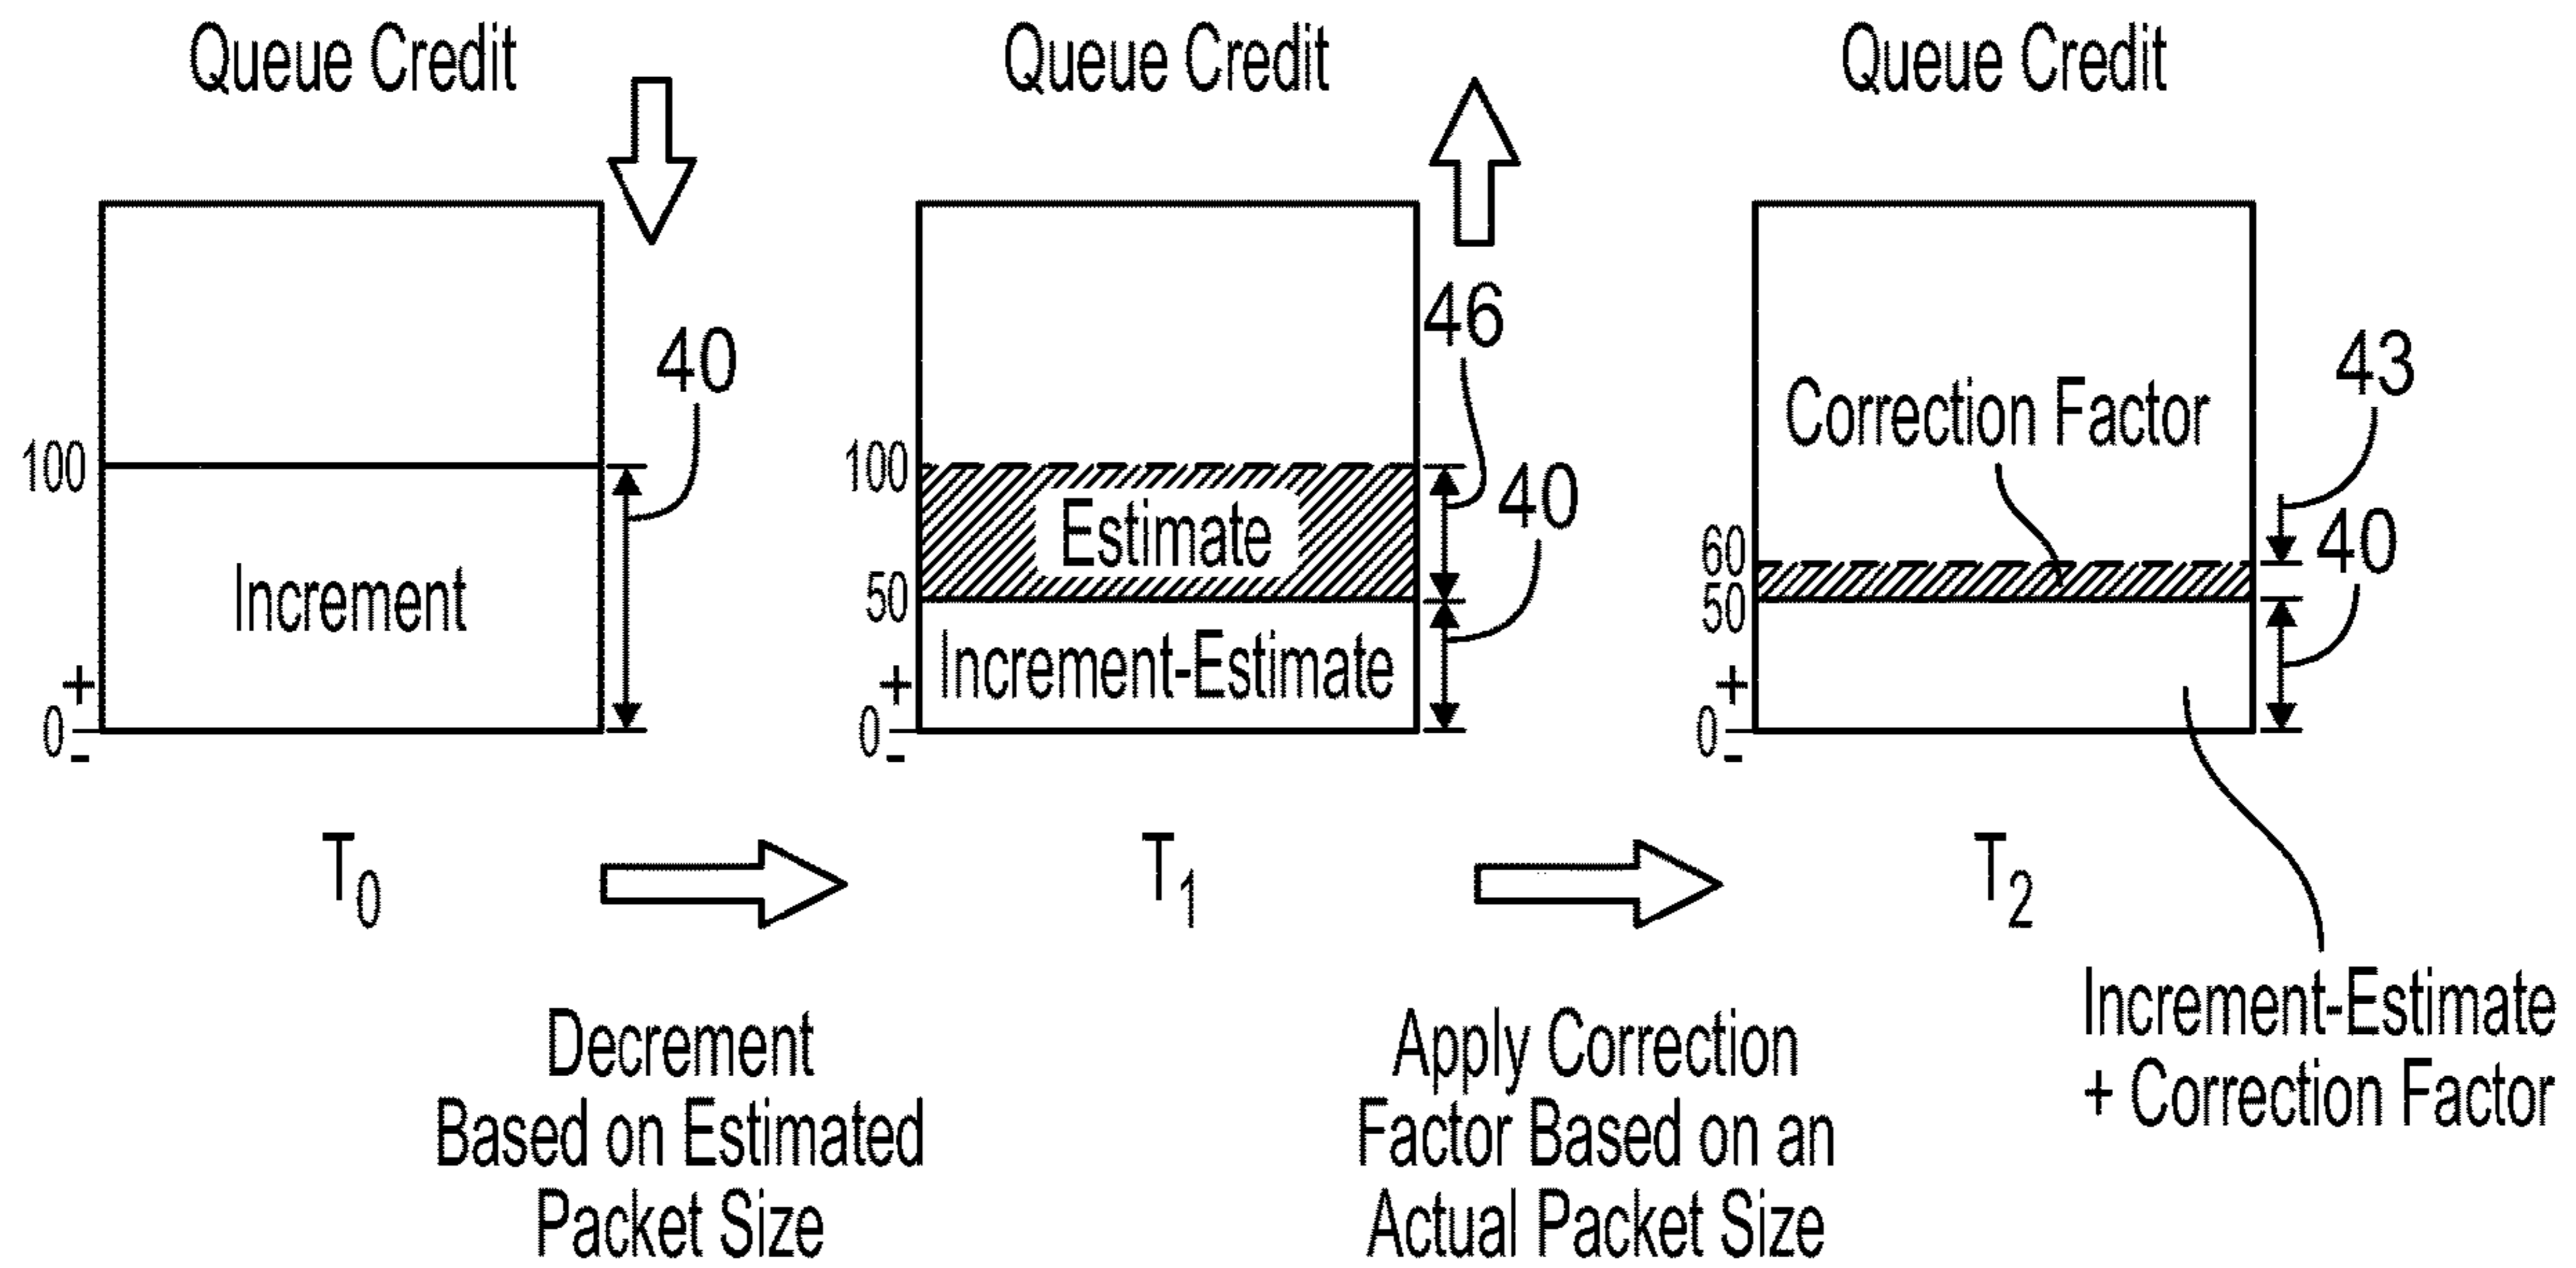 Queue Credit
40
100
Increment
+
0
-
T0
Queue Credit
46
40
100
Estimate
50
Increment-Estimate
+
0
-
T1
Queue Credit
43
Correction Factor
40
60
50
+
0
-
T2
Increment-Estimate
+ Correction Factor
Decrement
Based on Estimated
Packet Size
Apply Correction
Factor Based on an
Actual Packet Size